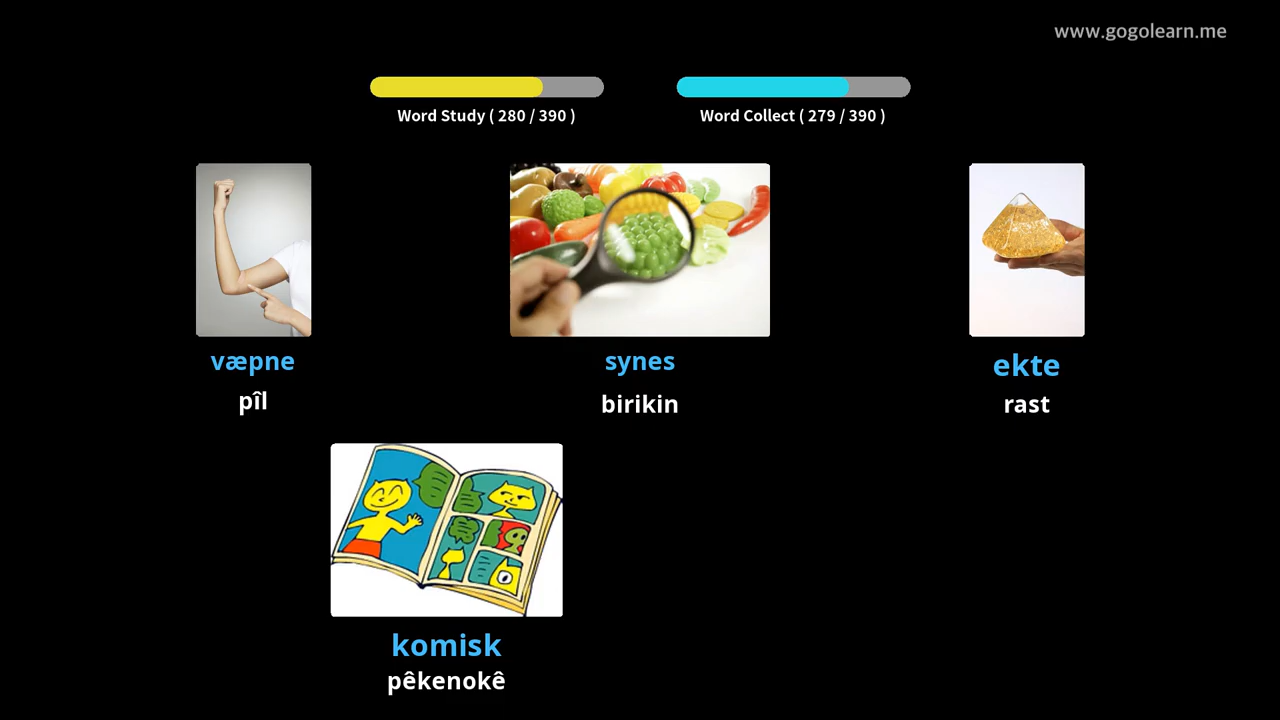 www.gogolearn.me
Word Study ( 280 / 390 )
Word Collect ( 279 / 390 )
væpne
synes
ekte
pîl
birikin
rast
komisk
pêkenokê